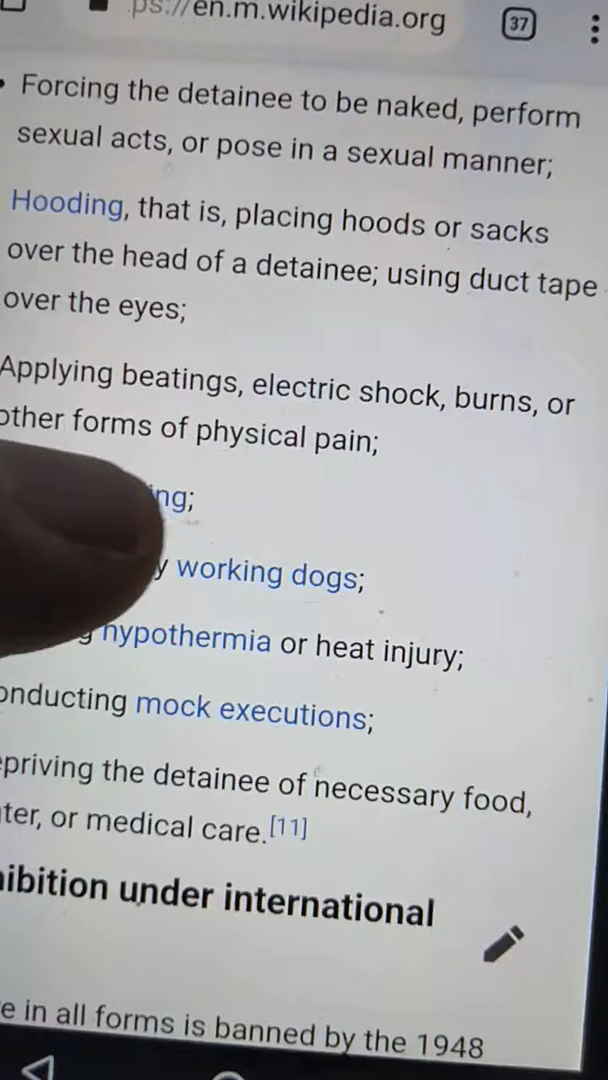 ps://en.m.wikipedia.org
37
• Forcing the detainee to be naked, perform
sexual acts, or pose in a sexual manner;
Hooding, that is, placing hoods or sacks
over the head of a detainee; using duct tape
over the eyes;
Applying beatings, electric shock, burns, or
other forms of physical pain;
ng;
y working dogs;
g hypothermia or heat injury;
onducting mock executions;
epriving the detainee of necessary food,
ter, or medical care.[11]
ibition under international
e in all forms is banned by the 1948